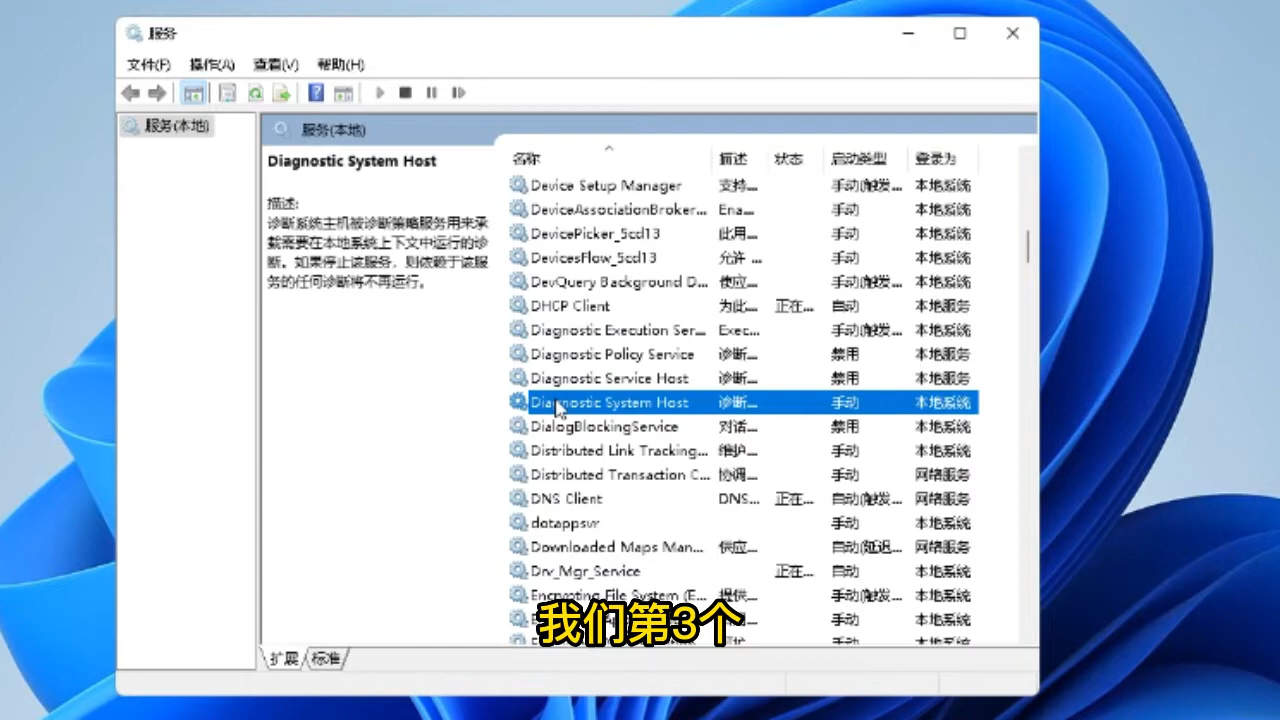 服务
文件(F) 操作(A) 查看(V) 帮助(H)
服务(本地)
服务(本地)
Diagnostic System Host
描述:
诊断系统主机被诊断策略服务用来承
载需要在本地系统上下文中运行的诊
断。如果停止该服务，则依赖于该服
务的任何诊断将不再运行。
名称 描述 状态 启动类型 登录为
Device Setup Manager 支持... 手动(触发... 本地系统
DeviceAssociationBroker... Ena... 手动 本地系统
DevicePicker_5cd13 此用... 手动 本地系统
DevicesFlow_5cd13 允许 ... 手动 本地系统
DevQuery Background D... 使应... 手动(触发... 本地系统
DHCP Client 为此... 正在... 自动 本地服务
Diagnostic Execution Ser... Exec... 手动(触发... 本地系统
Diagnostic Policy Service 诊断... 禁用 本地服务
Diagnostic Service Host 诊断... 禁用 本地服务
Diagnostic System Host 诊断... 手动 本地系统
DialogBlockingService 对话... 禁用 本地系统
Distributed Link Tracking... 维护... 手动 本地系统
Distributed Transaction C... 协调... 手动 网络服务
DNS Client DNS... 正在... 自动(触发... 网络服务
dotappsvr 手动 本地系统
Downloaded Maps Man... 供应... 自动(延迟... 网络服务
Drv_Mgr_Service 正在... 自动 本地系统
Encrypting File System (E... 提供... 手动(触发... 本地系统
手动 本地系统
我们第3个
扩展 标准